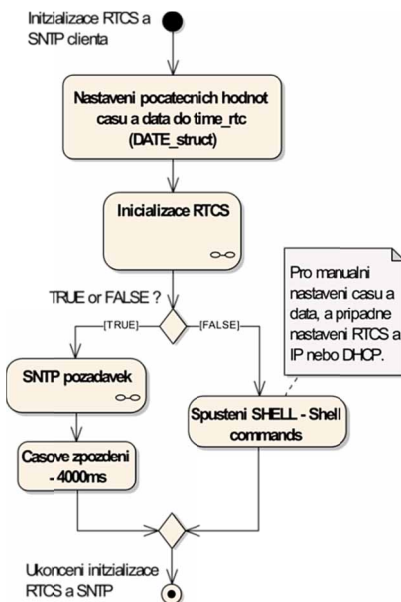 Initzializace RTCS a
SNTP clienta
Nastaveni pocatecnich hodnot
casu a data do time_rtc
(DATE_struct)
Inicializace RTCS
TRUE or FALSE ?
[TRUE]
[FALSE]
Pro manualni
nastaveni casu a
data, a pripadne
nastaveni RTCS a
IP nebo DHCP.
SNTP pozadavek
Spusteni SHELL - Shell
commands
Casove zpozdeni
- 4000ms
Ukonceni initzializace
RTCS a SNTP